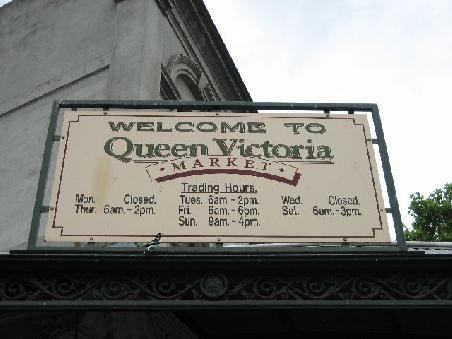 WELCOME TO
Queen Victoria
MARKET
Trading Hours.
Mon. Closed. Tues. 6am-2pm. Wed. Closed.
Thur. 6am.-2pm. Fri. 6am.-6pm. Sat. 6am-3pm.
Sun. 9am.-4pm.